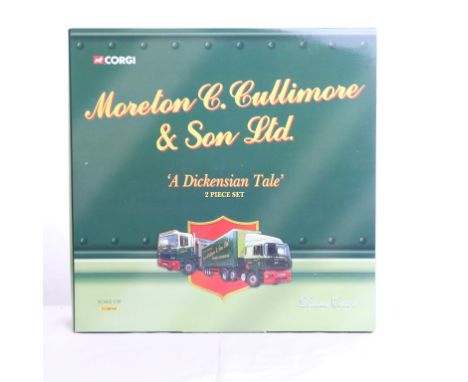 CORGI
Moreton C. Cullimore
& Son Ltd.
'A Dickensian Tale'
2 PIECE SET